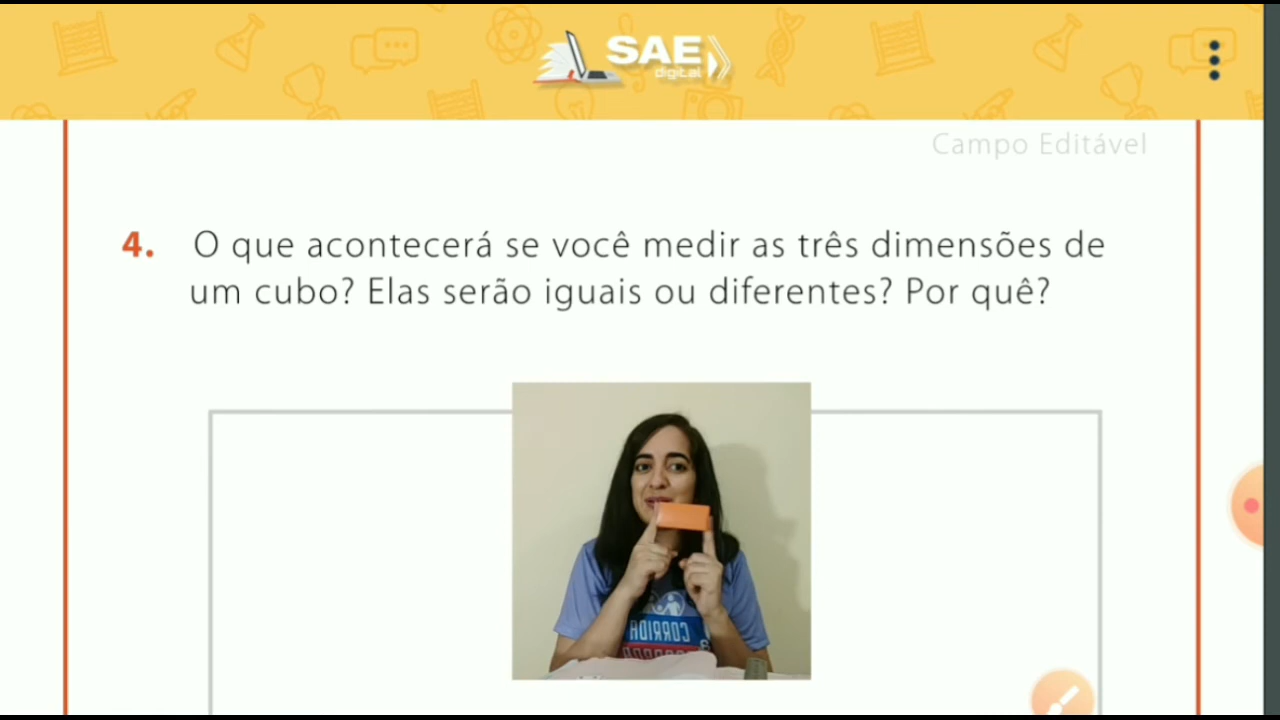 SAE
digital
Campo Editável
4. O que acontecerá se você medir as três dimensões de
um cubo? Elas serão iguais ou diferentes? Por quê?
CORRIDA